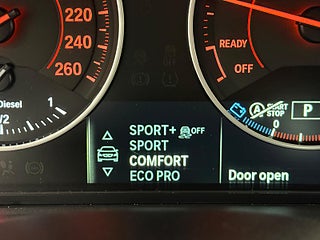 220
240
260
READY
OFF
Diesel
1
1/2
START
STOP
P
0
SPORT+ OFF
SPORT
COMFORT
ECO PRO
Door open